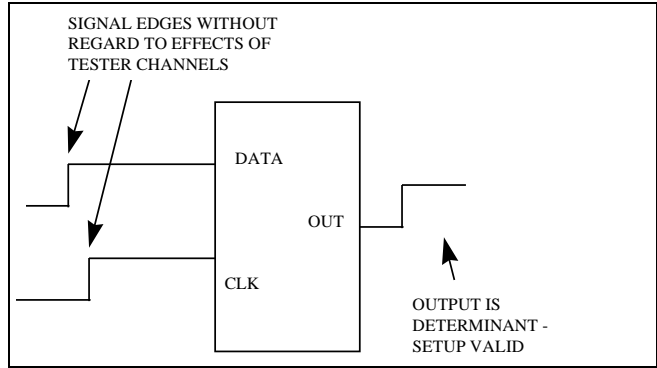 SIGNAL EDGES WITHOUT
REGARD TO EFFECTS OF
TESTER CHANNELS
DATA
OUT
CLK
OUTPUT IS
DETERMINANT -
SETUP VALID